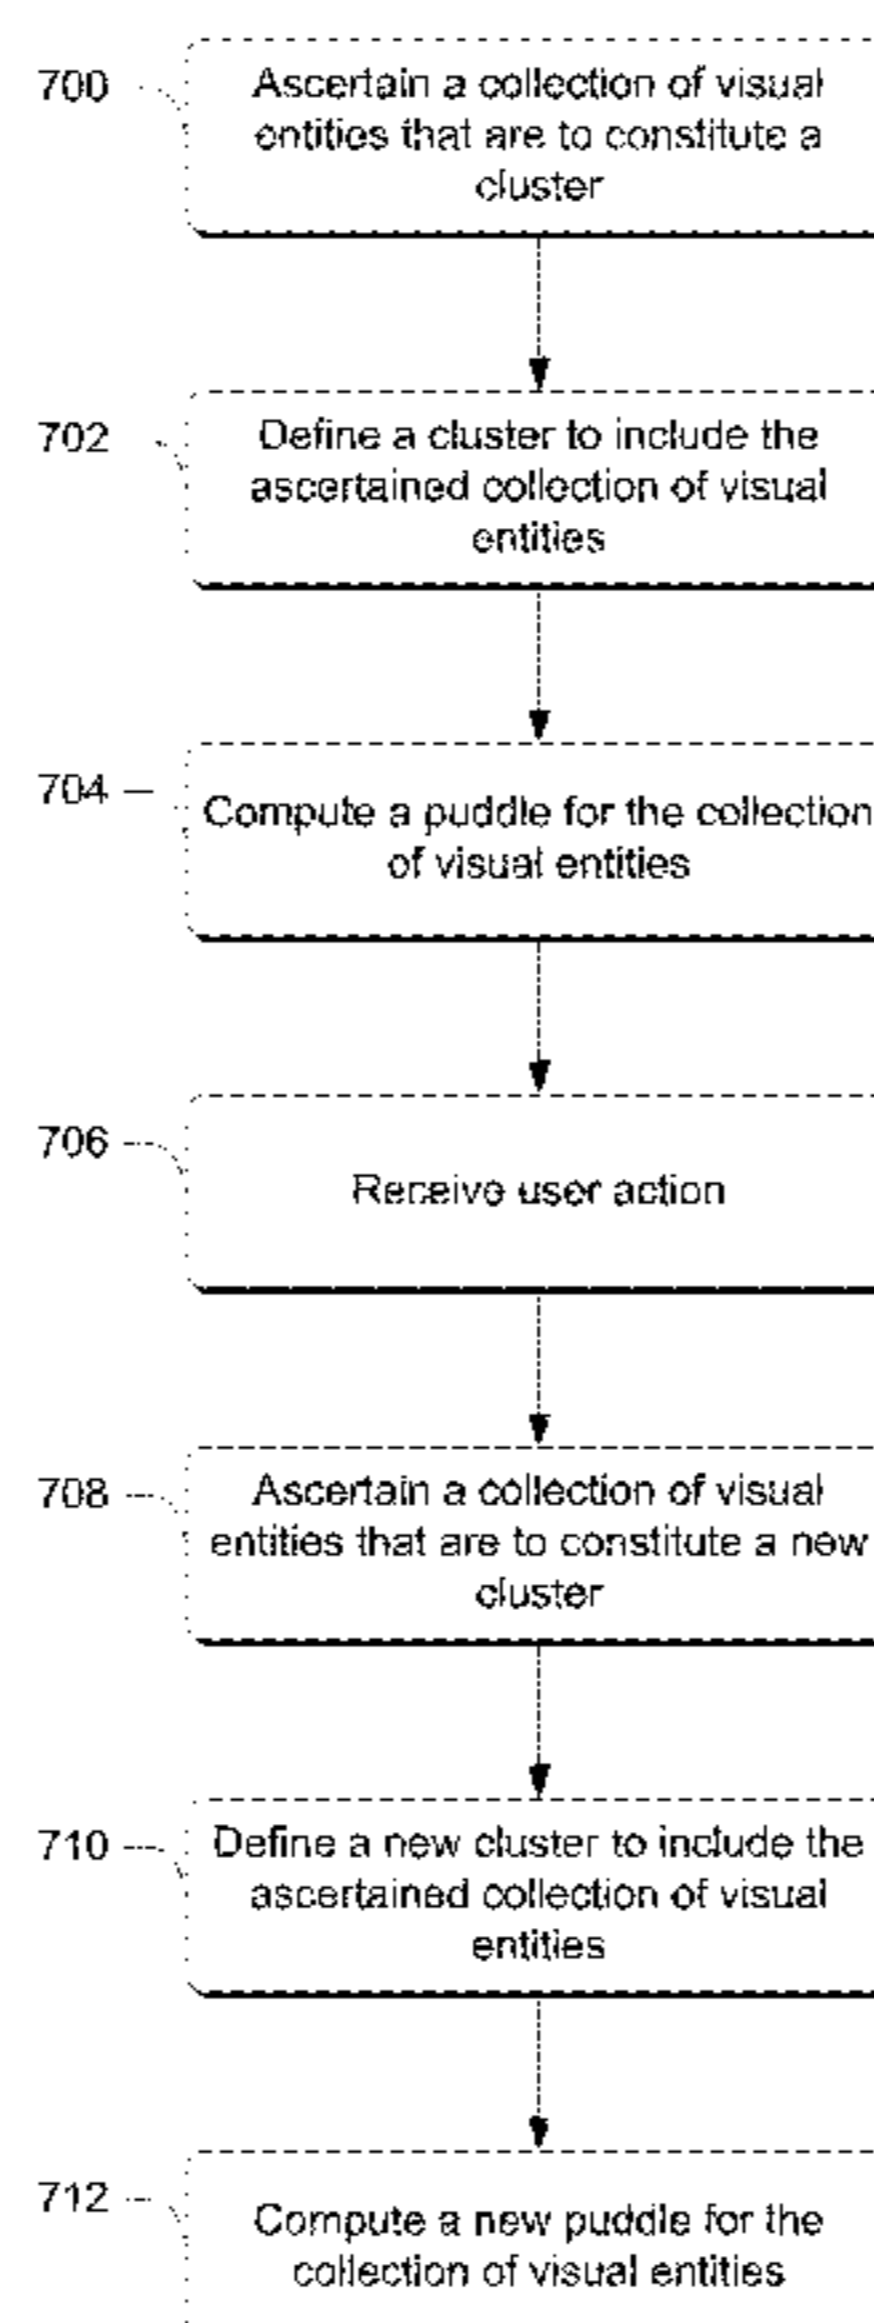 700
Ascertain a collection of visual
entities that are to constitute a
cluster
702
Define a cluster to include the
ascertained collection of visual
entities
704
Compute a puddle for the collection
of visual entities
706
Receive user action
708
Ascertain a collection of visual
entities that are to constitute a new
cluster
710
Define a new cluster to include the
ascertained collection of visual
entities
712
Compute a new puddle for the
collection of visual entities